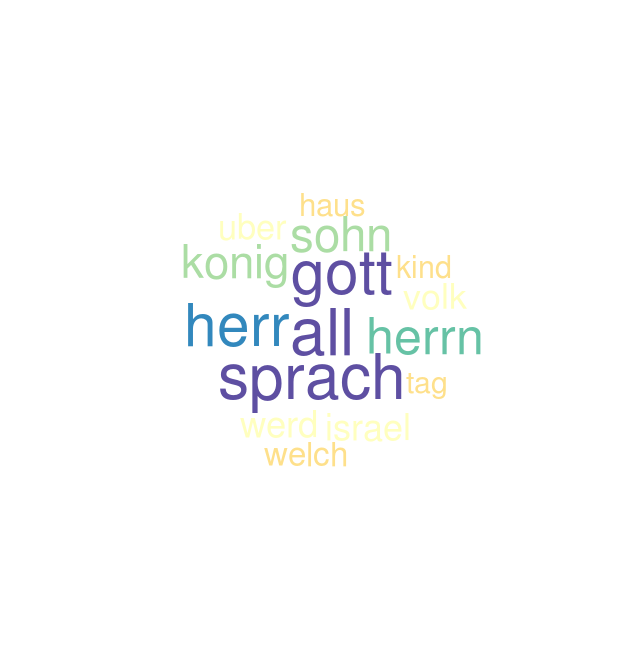 haus
uber sohn
konig gott kind
volk
herr all herrn
sprach tag
werd israel
welch